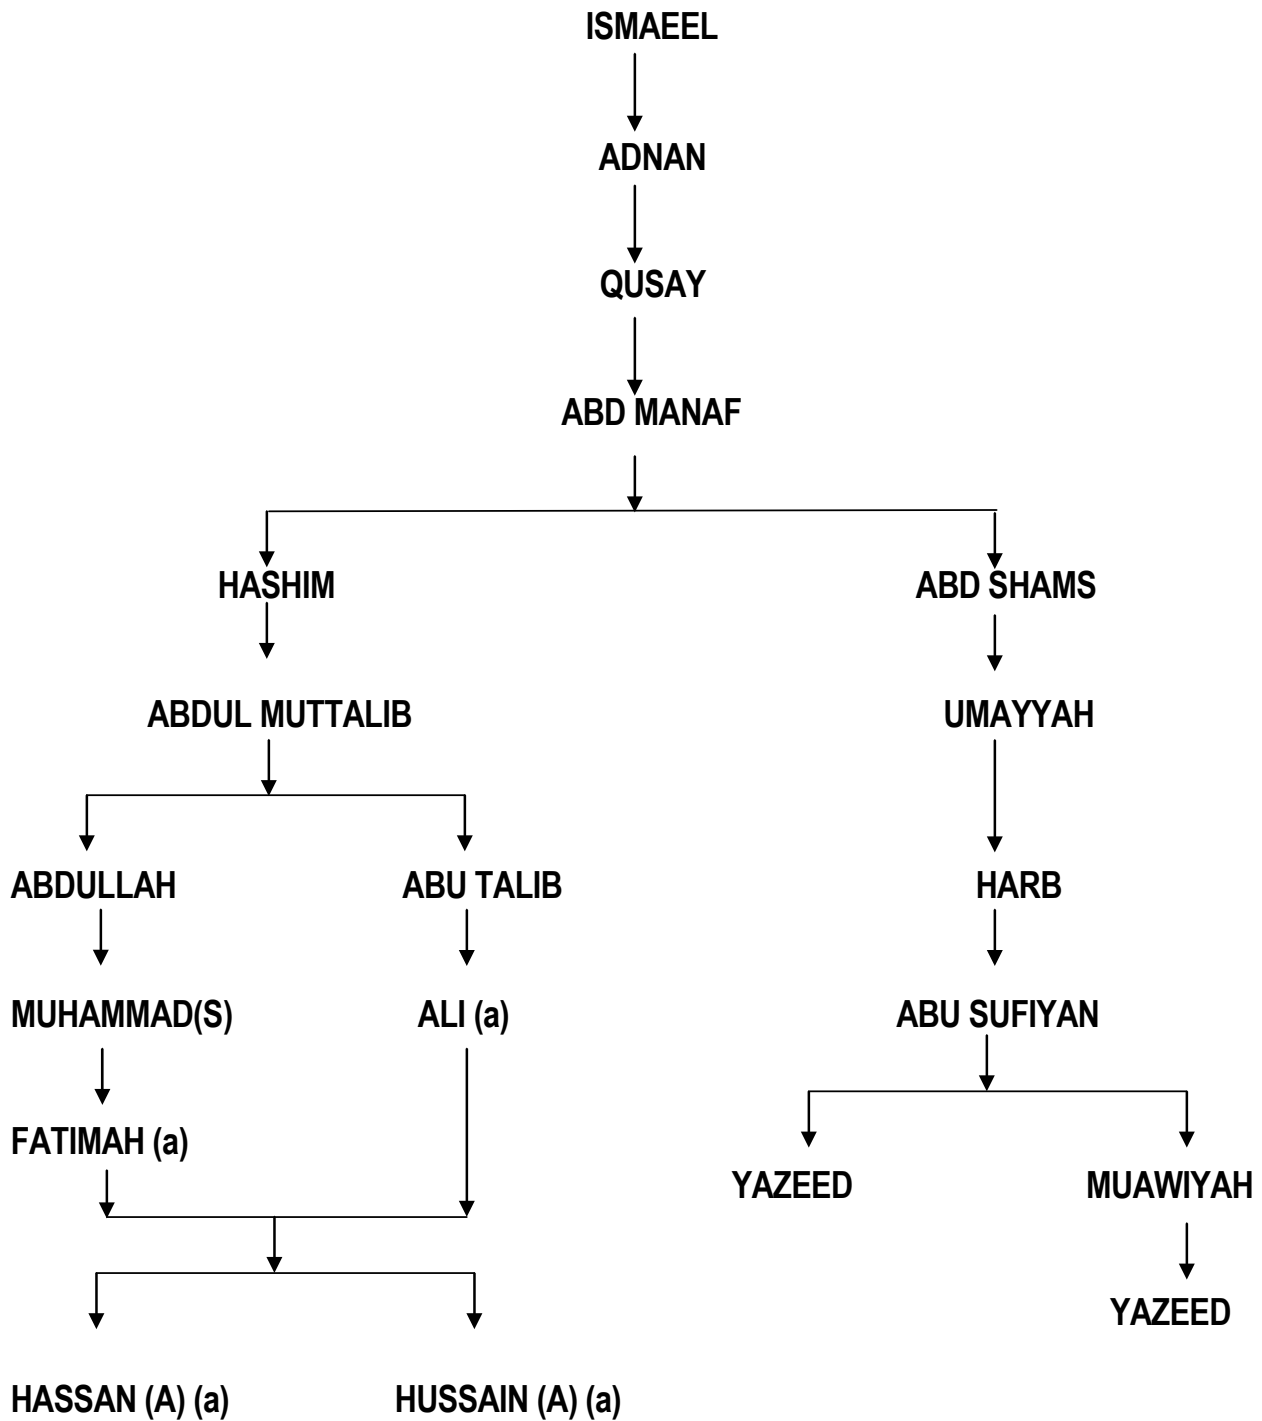 ISMAEEL
ADNAN
QUSAY
ABD MANAF
HASHIM
ABD SHAMS
ABDUL MUTTALIB
UMAYYAH
ABDULLAH
ABU TALIB
HARB
MUHAMMAD(S)
ALI (a)
ABU SUFIYAN
FATIMAH (a)
YAZEED
MUAWIYAH
YAZEED
HASSAN (A) (a)
HUSSAIN (A) (a)